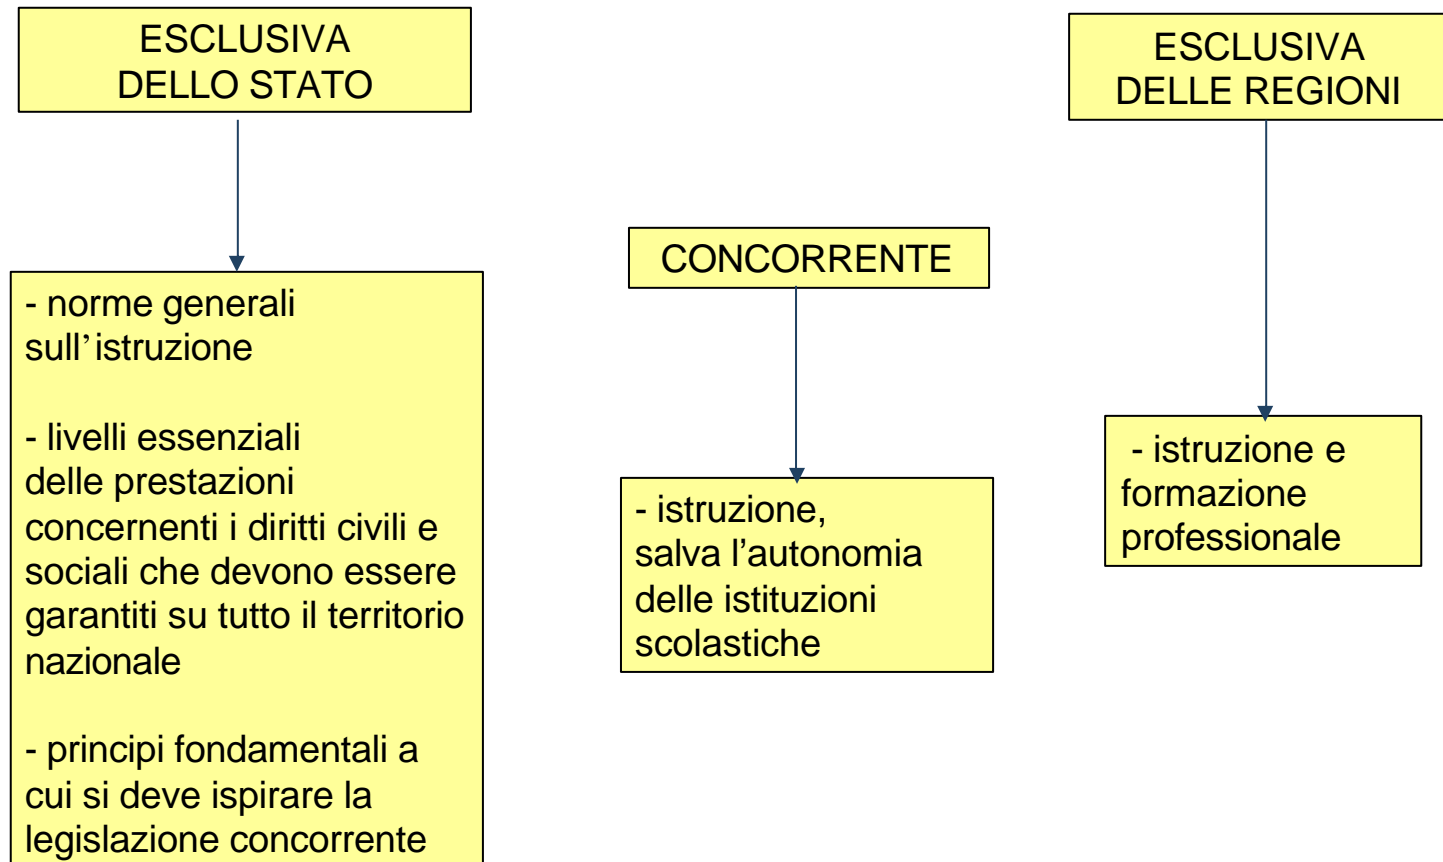 ESCLUSIVA
DELLO STATO
- norme generali
sull’istruzione
- livelli essenziali
delle prestazioni
concernenti i diritti civili e
sociali che devono essere
garantiti su tutto il territorio
nazionale
- principi fondamentali a
cui si deve ispirare la
legislazione concorrente
CONCORRENTE
- istruzione,
salva l’autonomia
delle istituzioni
scolastiche
ESCLUSIVA
DELLE REGIONI
- istruzione e
formazione
professionale